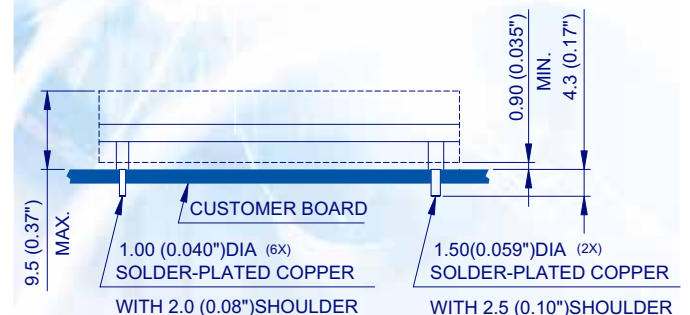 0.90 (0.035")
MIN.
4.3 (0.17")
9.5 (0.37")
MAX.
CUSTOMER BOARD
1.00 (0.040")DIA (6X)
SOLDER-PLATED COPPER
WITH 2.0 (0.08")SHOULDER
1.50(0.059")DIA (2X)
SOLDER-PLATED COPPER
WITH 2.5 (0.10")SHOULDER